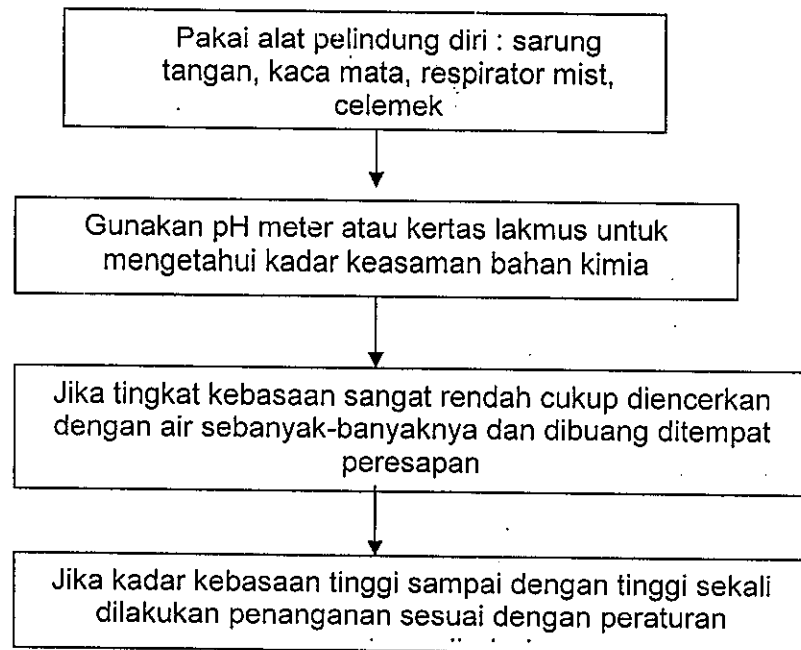 Pakai alat pelindung diri : sarung
tangan, kaca mata, respirator mist,
celemek
Gunakan pH meter atau kertas lakmus untuk
mengetahui kadar keasaman bahan kimia
Jika tingkat kebasaan sangat rendah cukup diencerkan
dengan air sebanyak-banyaknya dan dibuang ditempat
peresapan
Jika kadar kebasaan tinggi sampai dengan tinggi sekali
dilakukan penanganan sesuai dengan peraturan